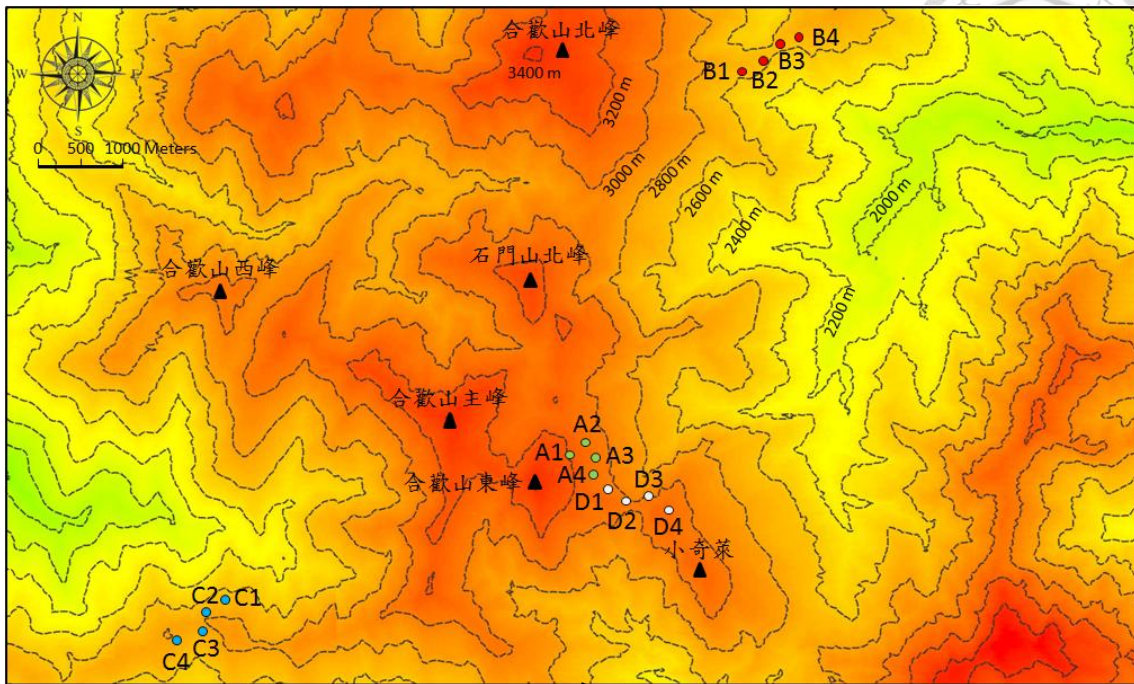 N
W
E
S
0 500 1000 Meters
合歡山北峰
3400 m
3200 m
3000 m
2800 m
2600 m
2400 m
2200 m
2000 m
B1
B2
B3
B4
合歡山西峰
石門山北峰
合歡山主峰
合歡山東峰
A1
A2
A3
A4
D1
D2
D3
D4
小奇萊
C2
C1
C3
C4